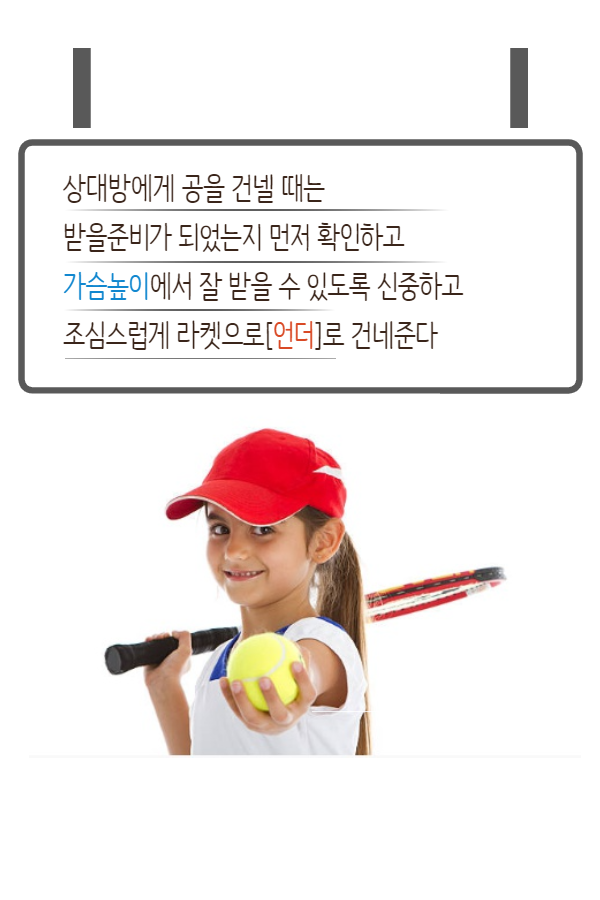 상대방에게 공을 건넬 때는
받을준비가 되었는지 먼저 확인하고
가슴높이에서 잘 받을 수 있도록 신중하고
조심스럽게 라켓으로[언더]로 건네준다